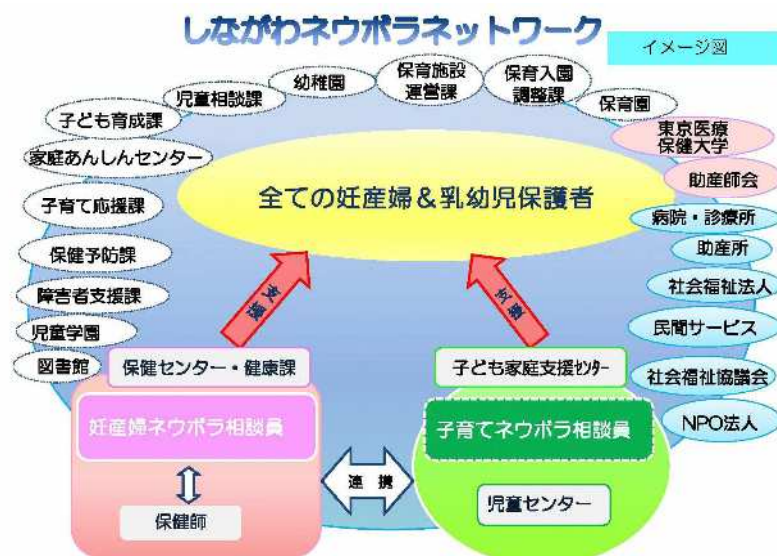 しながわネウボラネットワーク
イメージ図
幼稚園
保育施設
運営課
保育入園
調整課
保育園
児童相談課
子ども育成課
家庭あんしんセンター
子育て応援課
保健予防課
障害者支援課
児童学園
図書館
東京医療
保健大学
助産師会
病院・診療所
助産所
社会福祉法人
民間サービス
社会福祉協議会
NPO法人
全ての妊産婦&乳幼児保護者
支援
支援
保健センター・健康課
妊産婦ネウボラ相談員
保健師
連 携
子ども家庭支援ｾﾝﾀｰ
子育てネウボラ相談員
児童センター